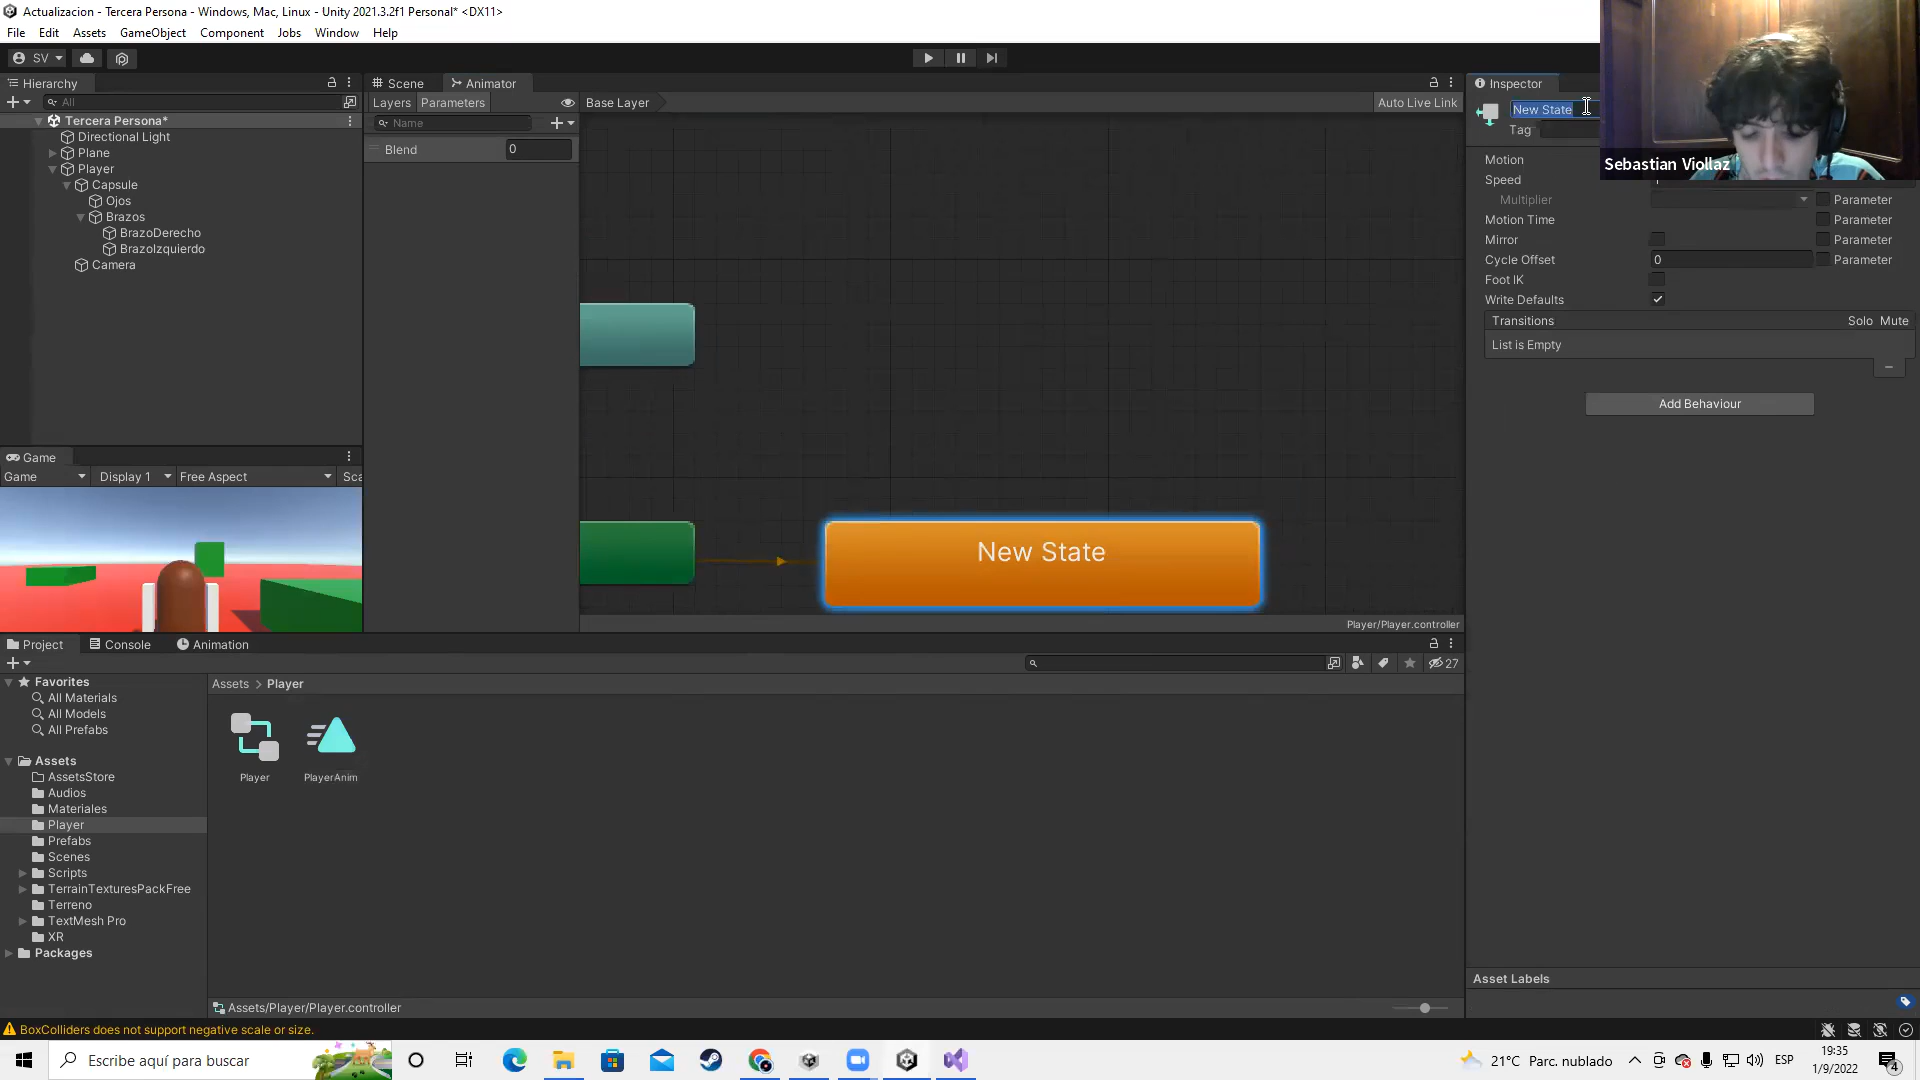 Actualizacion - Tercera Persona - Windows, Mac, Linux - Unity 2021.3.2f1 Personal* <DX11>
File Edit Assets GameObject Component Jobs Window Help
SV
Hierarchy
All
Tercera Persona*
Directional Light
Plane
Player
Capsule
Ojos
Brazos
BrazoDerecho
BrazoIzquierdo
Camera
Scene Animator
Layers Parameters
Base Layer
Auto Live Link
Name
Blend 0
New State
Player/Player.controller
Inspector
New State
Tag
Sebastian Viollaz
Motion
Speed
Multiplier Parameter
Motion Time Parameter
Mirror Parameter
Cycle Offset 0 Parameter
Foot IK
Write Defaults
Transitions Solo Mute
List is Empty
Add Behaviour
Asset Labels
Game
Game Display 1 Free Aspect Sca
Project Console Animation
27
Favorites
All Materials
All Models
All Prefabs
Assets
AssetsStore
Audios
Materiales
Player
Prefabs
Scenes
Scripts
TerrainTexturesPackFree
Terreno
TextMesh Pro
XR
Packages
Assets > Player
Player PlayerAnim
Assets/Player/Player.controller
BoxColliders does not support negative scale or size.
Escribe aquí para buscar
21°C Parc. nublado
ESP
19:35
1/9/2022
4